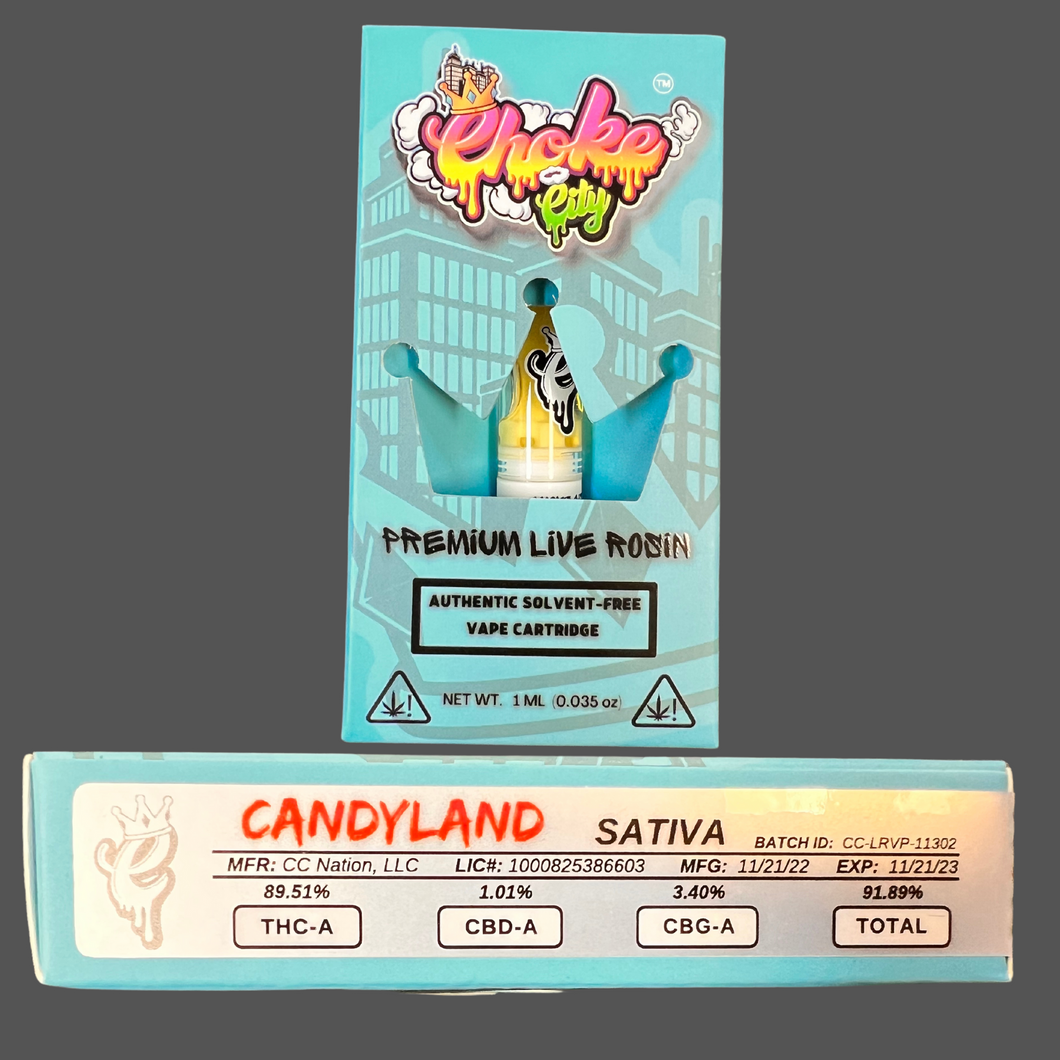 TM
Choke
City
PREMIUM LIVE ROSIN
AUTHENTIC SOLVENT-FREE
VAPE CARTRIDGE
NET WT. 1 ML (0.035 oz)
!
!
CANDYLAND SATIVA BATCH ID: CC-LRVP-11302
MFR: CC Nation, LLC LIC#: 1000825386603 MFG: 11/21/22 EXP: 11/21/23
89.51% 1.01% 3.40% 91.89%
THC-A CBD-A CBG-A TOTAL